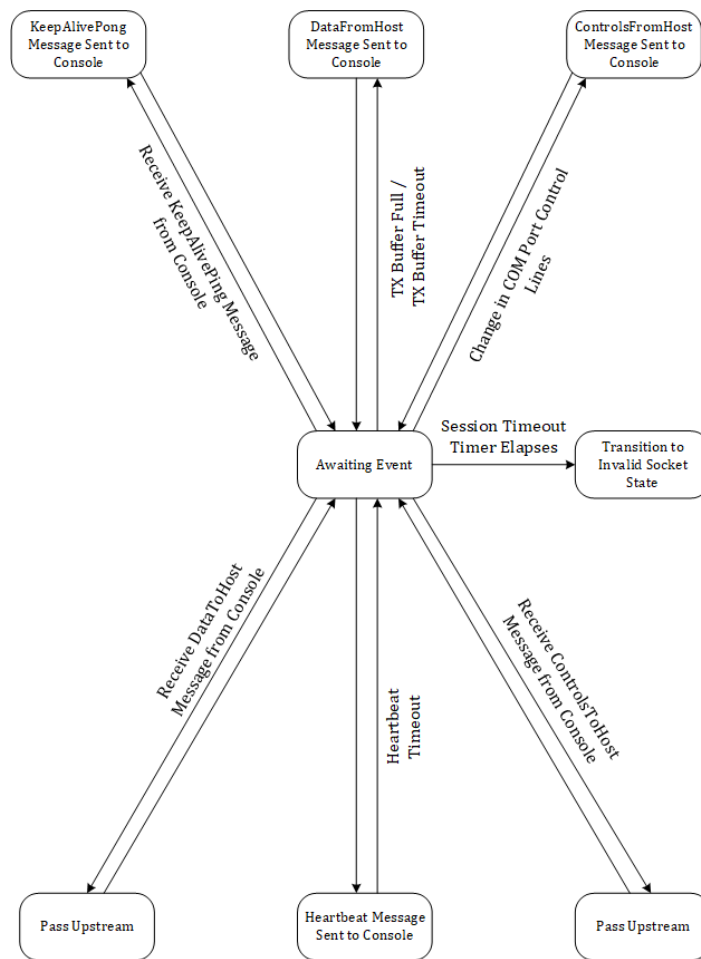 KeepAlivePong
Message Sent to
Console
DataFromHost
Message Sent to
Console
ControlsFromHost
Message Sent to
Console
Receive KeepAlivePing Message
from Console
TX Buffer Full /
TX Buffer Timeout
Change in COM Port Control
Lines
Awaiting Event
Session Timeout
Timer Elapses
Transition to
Invalid Socket
State
Receive DataToHost
Message from Console
Heartbeat
Timeout
Receive ControlsToHost
Message from Console
Pass Upstream
Heartbeat Message
Sent to Console
Pass Upstream